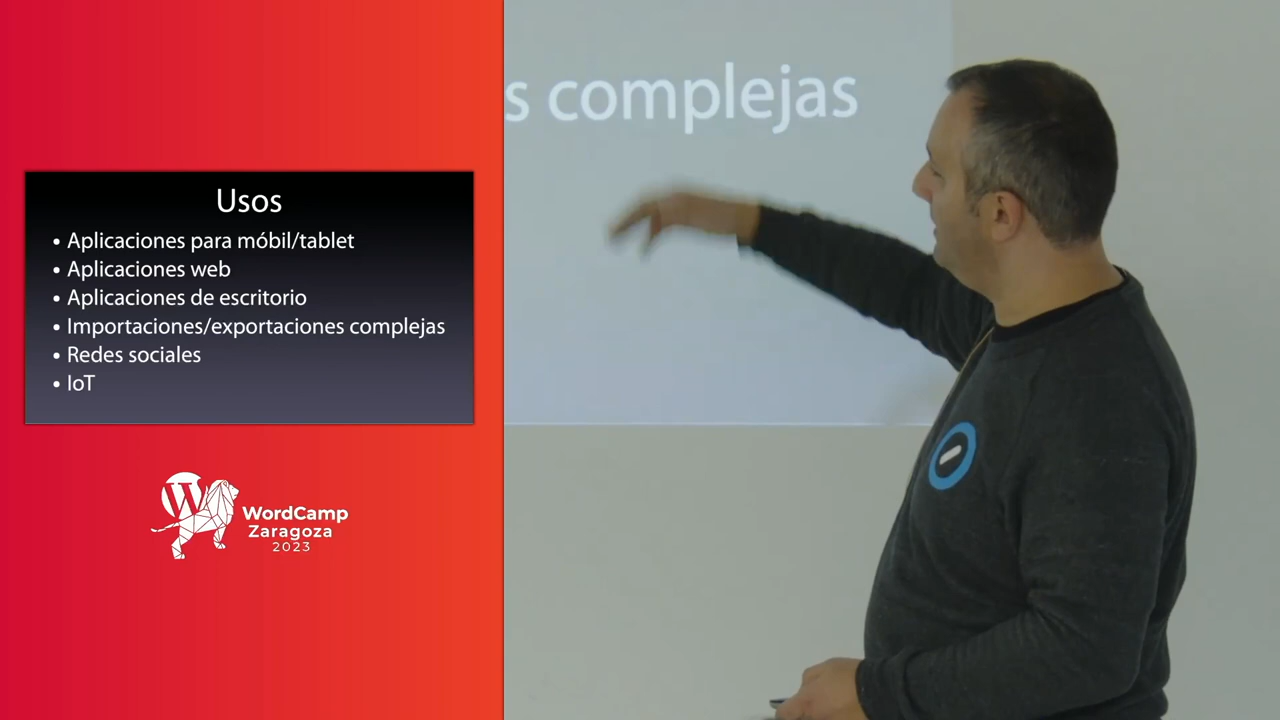 Usos
• Aplicaciones para móbil/tablet
• Aplicaciones web
• Aplicaciones de escritorio
• Importaciones/exportaciones complejas
• Redes sociales
• IoT
W
WordCamp
Zaragoza
2023
s complejas